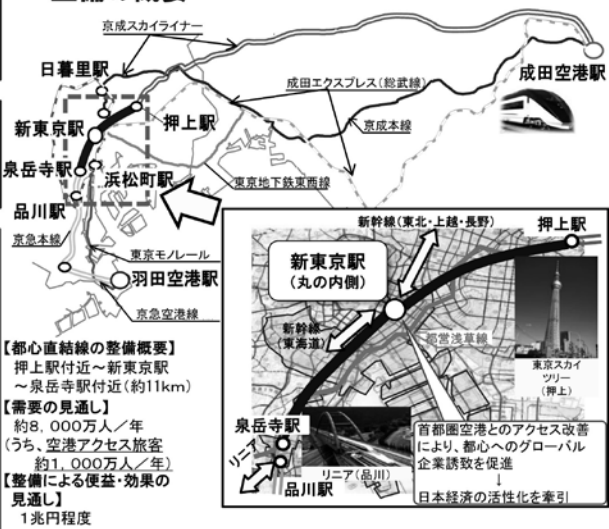 整備の概要
京成スカイライナー
日暮里駅
成田空港駅
成田エクスプレス(総武線)
新東京駅
押上駅
京成本線
泉岳寺駅
浜松町駅
東京地下鉄東西線
品川駅
京急本線
東京モノレール
羽田空港駅
京急空港線
新幹線(東北・上越・長野)
押上駅
新東京駅
(丸の内側)
新幹線
(東海道)
都営浅草線
東京スカイ
ツリー
(押上)
泉岳寺駅
リニア
品川駅
リニア(品川)
首都圏空港とのアクセス改善
により、都心へのグローバル
企業誘致を促進
↓
日本経済の活性化を牽引
【都心直結線の整備概要】
押上駅付近~新東京駅
~泉岳寺駅付近(約11km)
【需要の見通し】
約8,000万人/年
(うち、空港アクセス旅客
約1,000万人/年)
【整備による便益・効果の
見通し】
1兆円程度